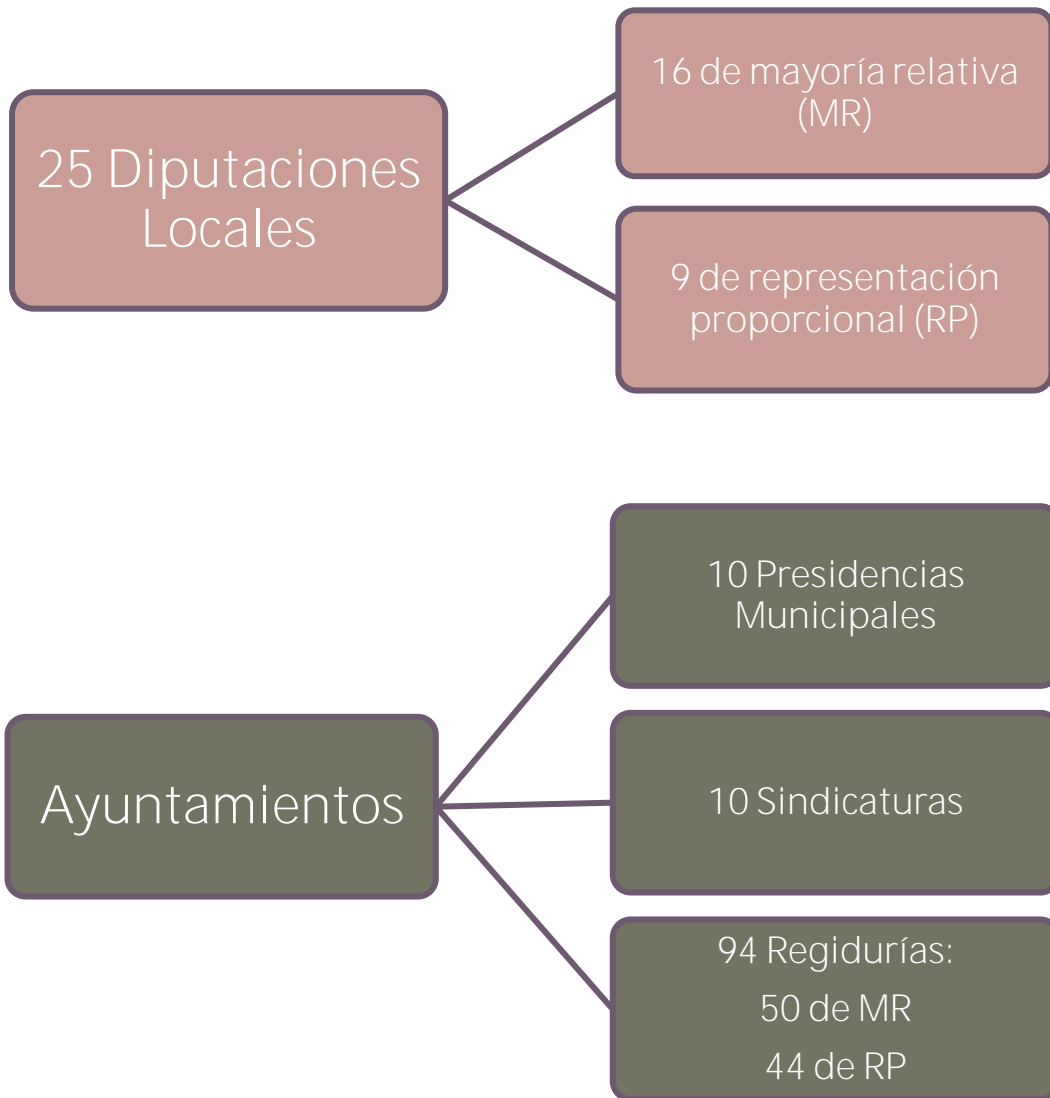 25 Diputaciones
Locales
16 de mayoría relativa
(MR)
9 de representación
proporcional (RP)
Ayuntamientos
10 Presidencias
Municipales
10 Sindicaturas
94 Regidurías:
50 de MR
44 de RP